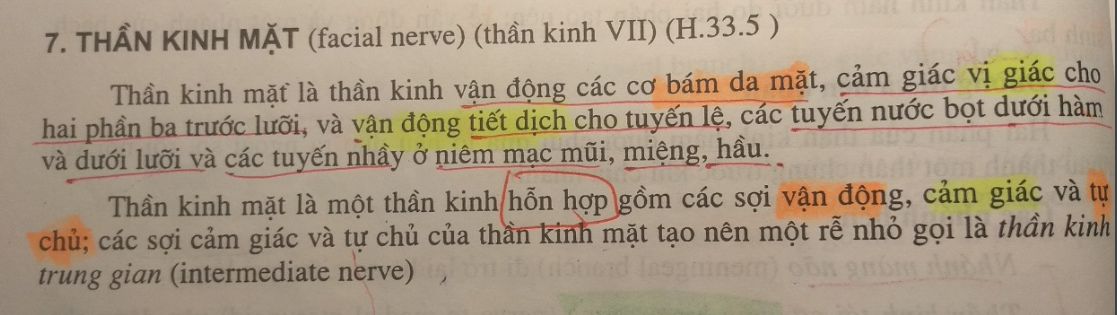 7. THẦN KINH MẶT (facial nerve) (thần kinh VII) (H.33.5 )
Thần kinh mặt là thần kinh vận động các cơ bám da mặt, cảm giác vị giác cho
hai phần ba trước lưỡi, và vận động tiết dịch cho tuyến lệ, các tuyến nước bọt dưới hàm
và dưới lưỡi và các tuyến nhầy ở niêm mạc mũi, miệng, hầu.
Thần kinh mặt là một thần kinh hỗn hợp gồm các sợi vận động, cảm giác và tự
chủ; các sợi cảm giác và tự chủ của thần kinh mặt tạo nên một rễ nhỏ gọi là thần kinh
trung gian (intermediate nerve)